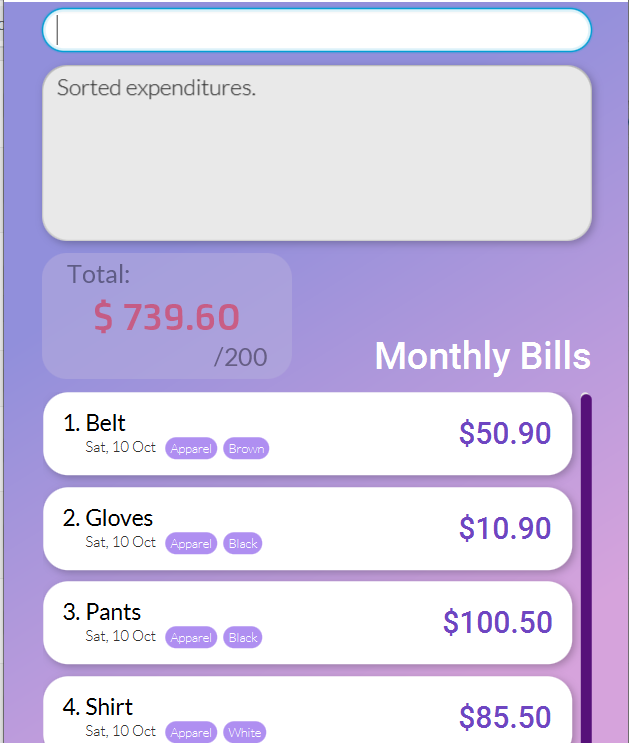 Sorted expenditures.
Total:
$ 739.60
/200
Monthly Bills
1. Belt
$50.90
Sat, 10 Oct Apparel Brown
2. Gloves
$10.90
Sat, 10 Oct Apparel Black
3. Pants
$100.50
Sat, 10 Oct Apparel Black
4. Shirt
$85.50
Sat, 10 Oct Apparel White